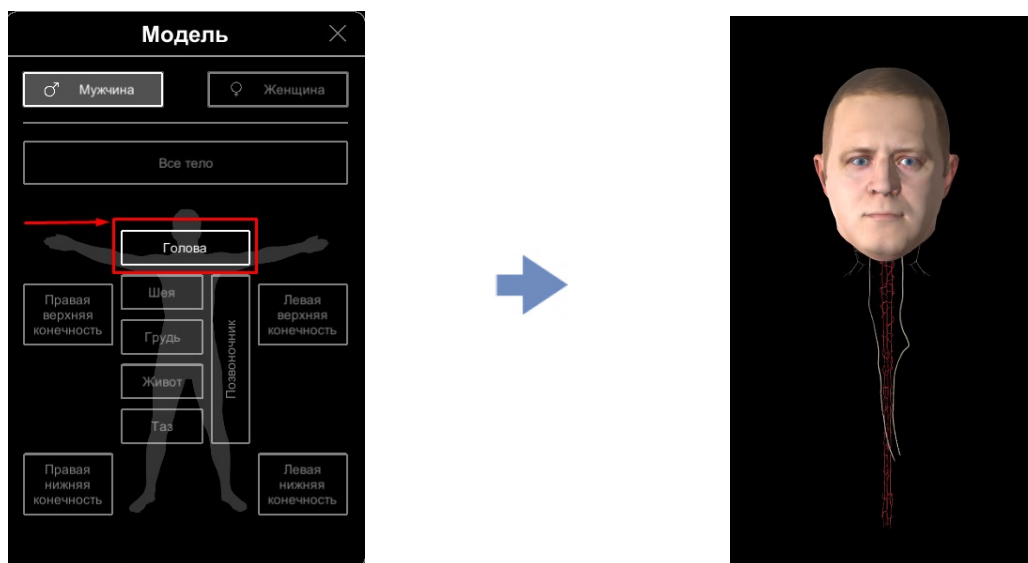 Модель
Мужчина
Женщина
Все тело
Голова
Шея
Грудь
Живот
Таз
Позвоночник
Правая
верхняя
конечность
Левая
верхняя
конечность
Правая
нижняя
конечность
Левая
нижняя
конечность